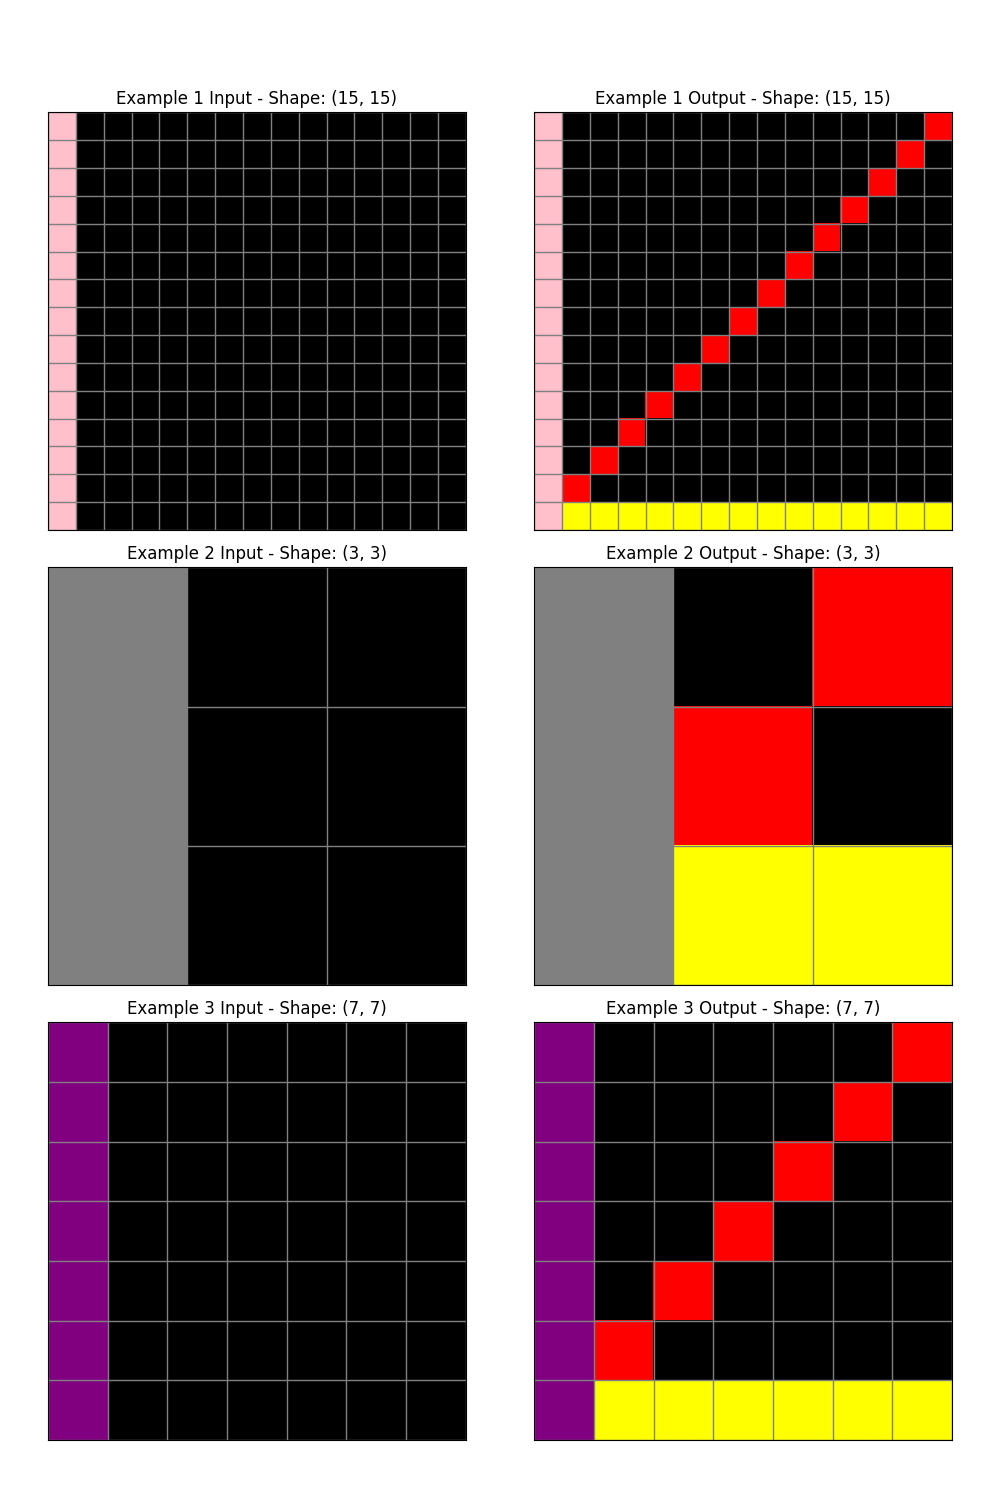 Example 1 Input - Shape: (15, 15)
Example 1 Output - Shape: (15, 15)
Example 2 Input - Shape: (3, 3)
Example 2 Output - Shape: (3, 3)
Example 3 Input - Shape: (7, 7)
Example 3 Output - Shape: (7, 7)